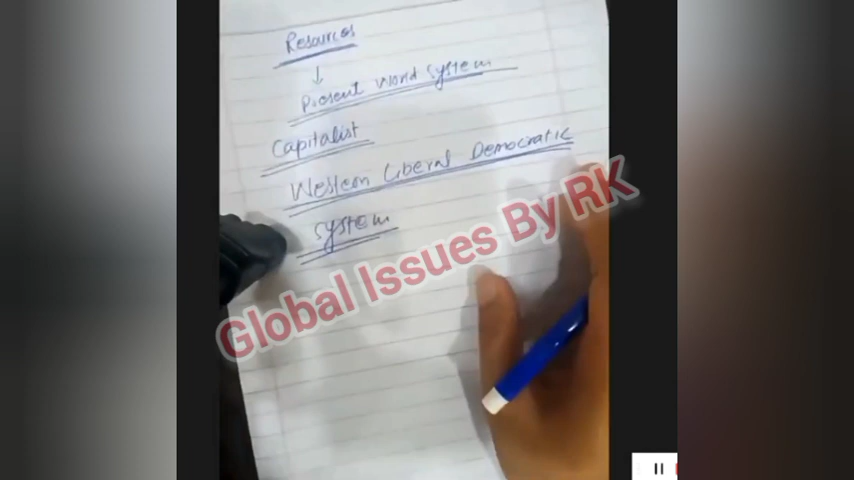 Resources
Present World system
Capitalist
Western Liberal Democratic
system
Global Issues By RK